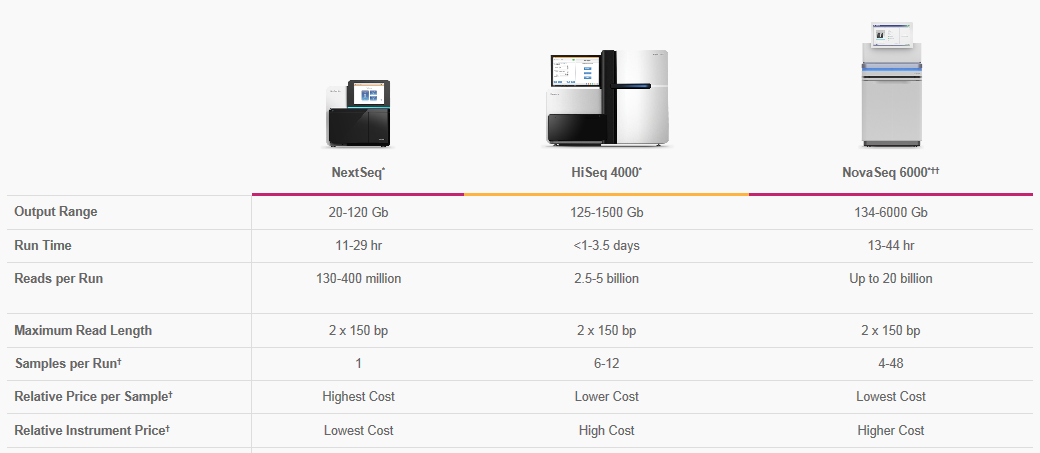 NextSeq* HiSeq 4000* NovaSeq 6000*††
Output Range 20-120 Gb 125-1500 Gb 134-6000 Gb
Run Time 11-29 hr <1-3.5 days 13-44 hr
Reads per Run 130-400 million 2.5-5 billion Up to 20 billion
Maximum Read Length 2 x 150 bp 2 x 150 bp 2 x 150 bp
Samples per Run† 1 6-12 4-48
Relative Price per Sample† Highest Cost Lower Cost Lowest Cost
Relative Instrument Price† Lowest Cost High Cost Higher Cost